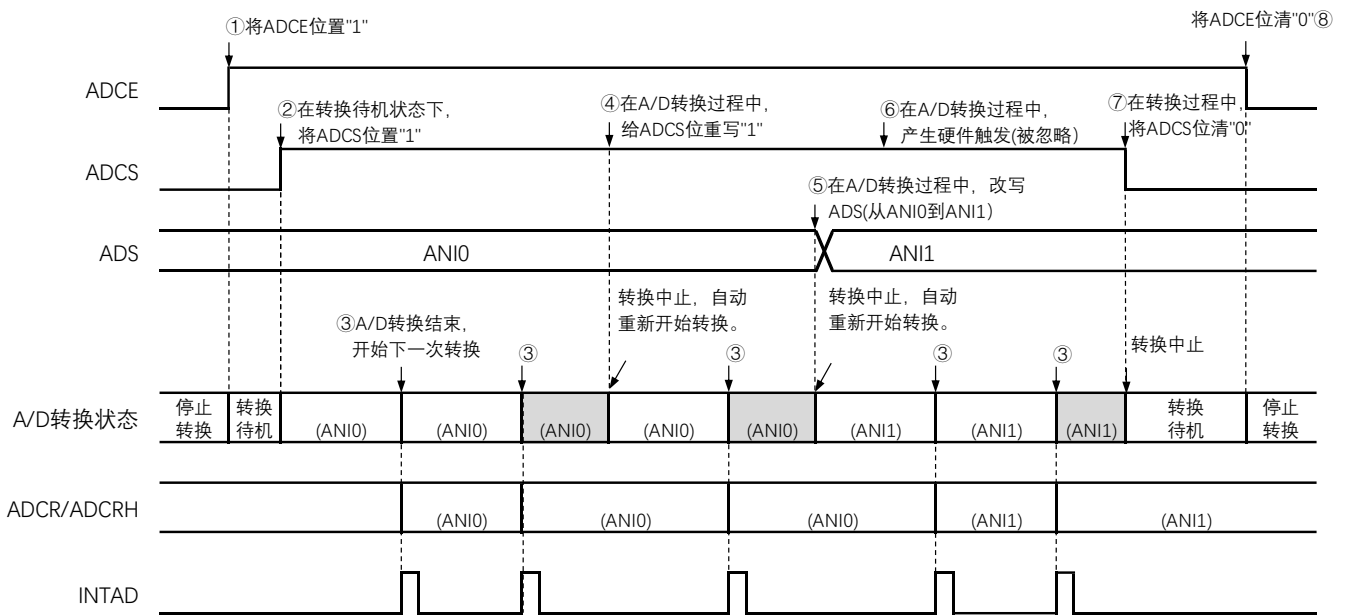 ①将ADCE位置"1"
将ADCE位清"0"⑧
ADCE
②在转换待机状态下，
将ADCS位置"1"
④在A/D转换过程中，
给ADCS位重写"1"
⑥在A/D转换过程中，
产生硬件触发(被忽略）
⑦在转换过程中，
将ADCS位清"0"
ADCS
⑤在A/D转换过程中，改写
ADS(从ANI0到ANI1）
ADS
ANI0
ANI1
③A/D转换结束，
开始下一次转换
③
转换中止，自动
重新开始转换。
③
转换中止，自动
重新开始转换。
③
③
转换中止
A/D转换状态
停止
转换
转换
待机
(ANI0)
(ANI0)
(ANI0)
(ANI0)
(ANI0)
(ANI1)
(ANI1)
(ANI1)
转换
待机
停止
转换
ADCR/ADCRH
(ANI0)
(ANI0)
(ANI0)
(ANI1)
(ANI1)
INTAD